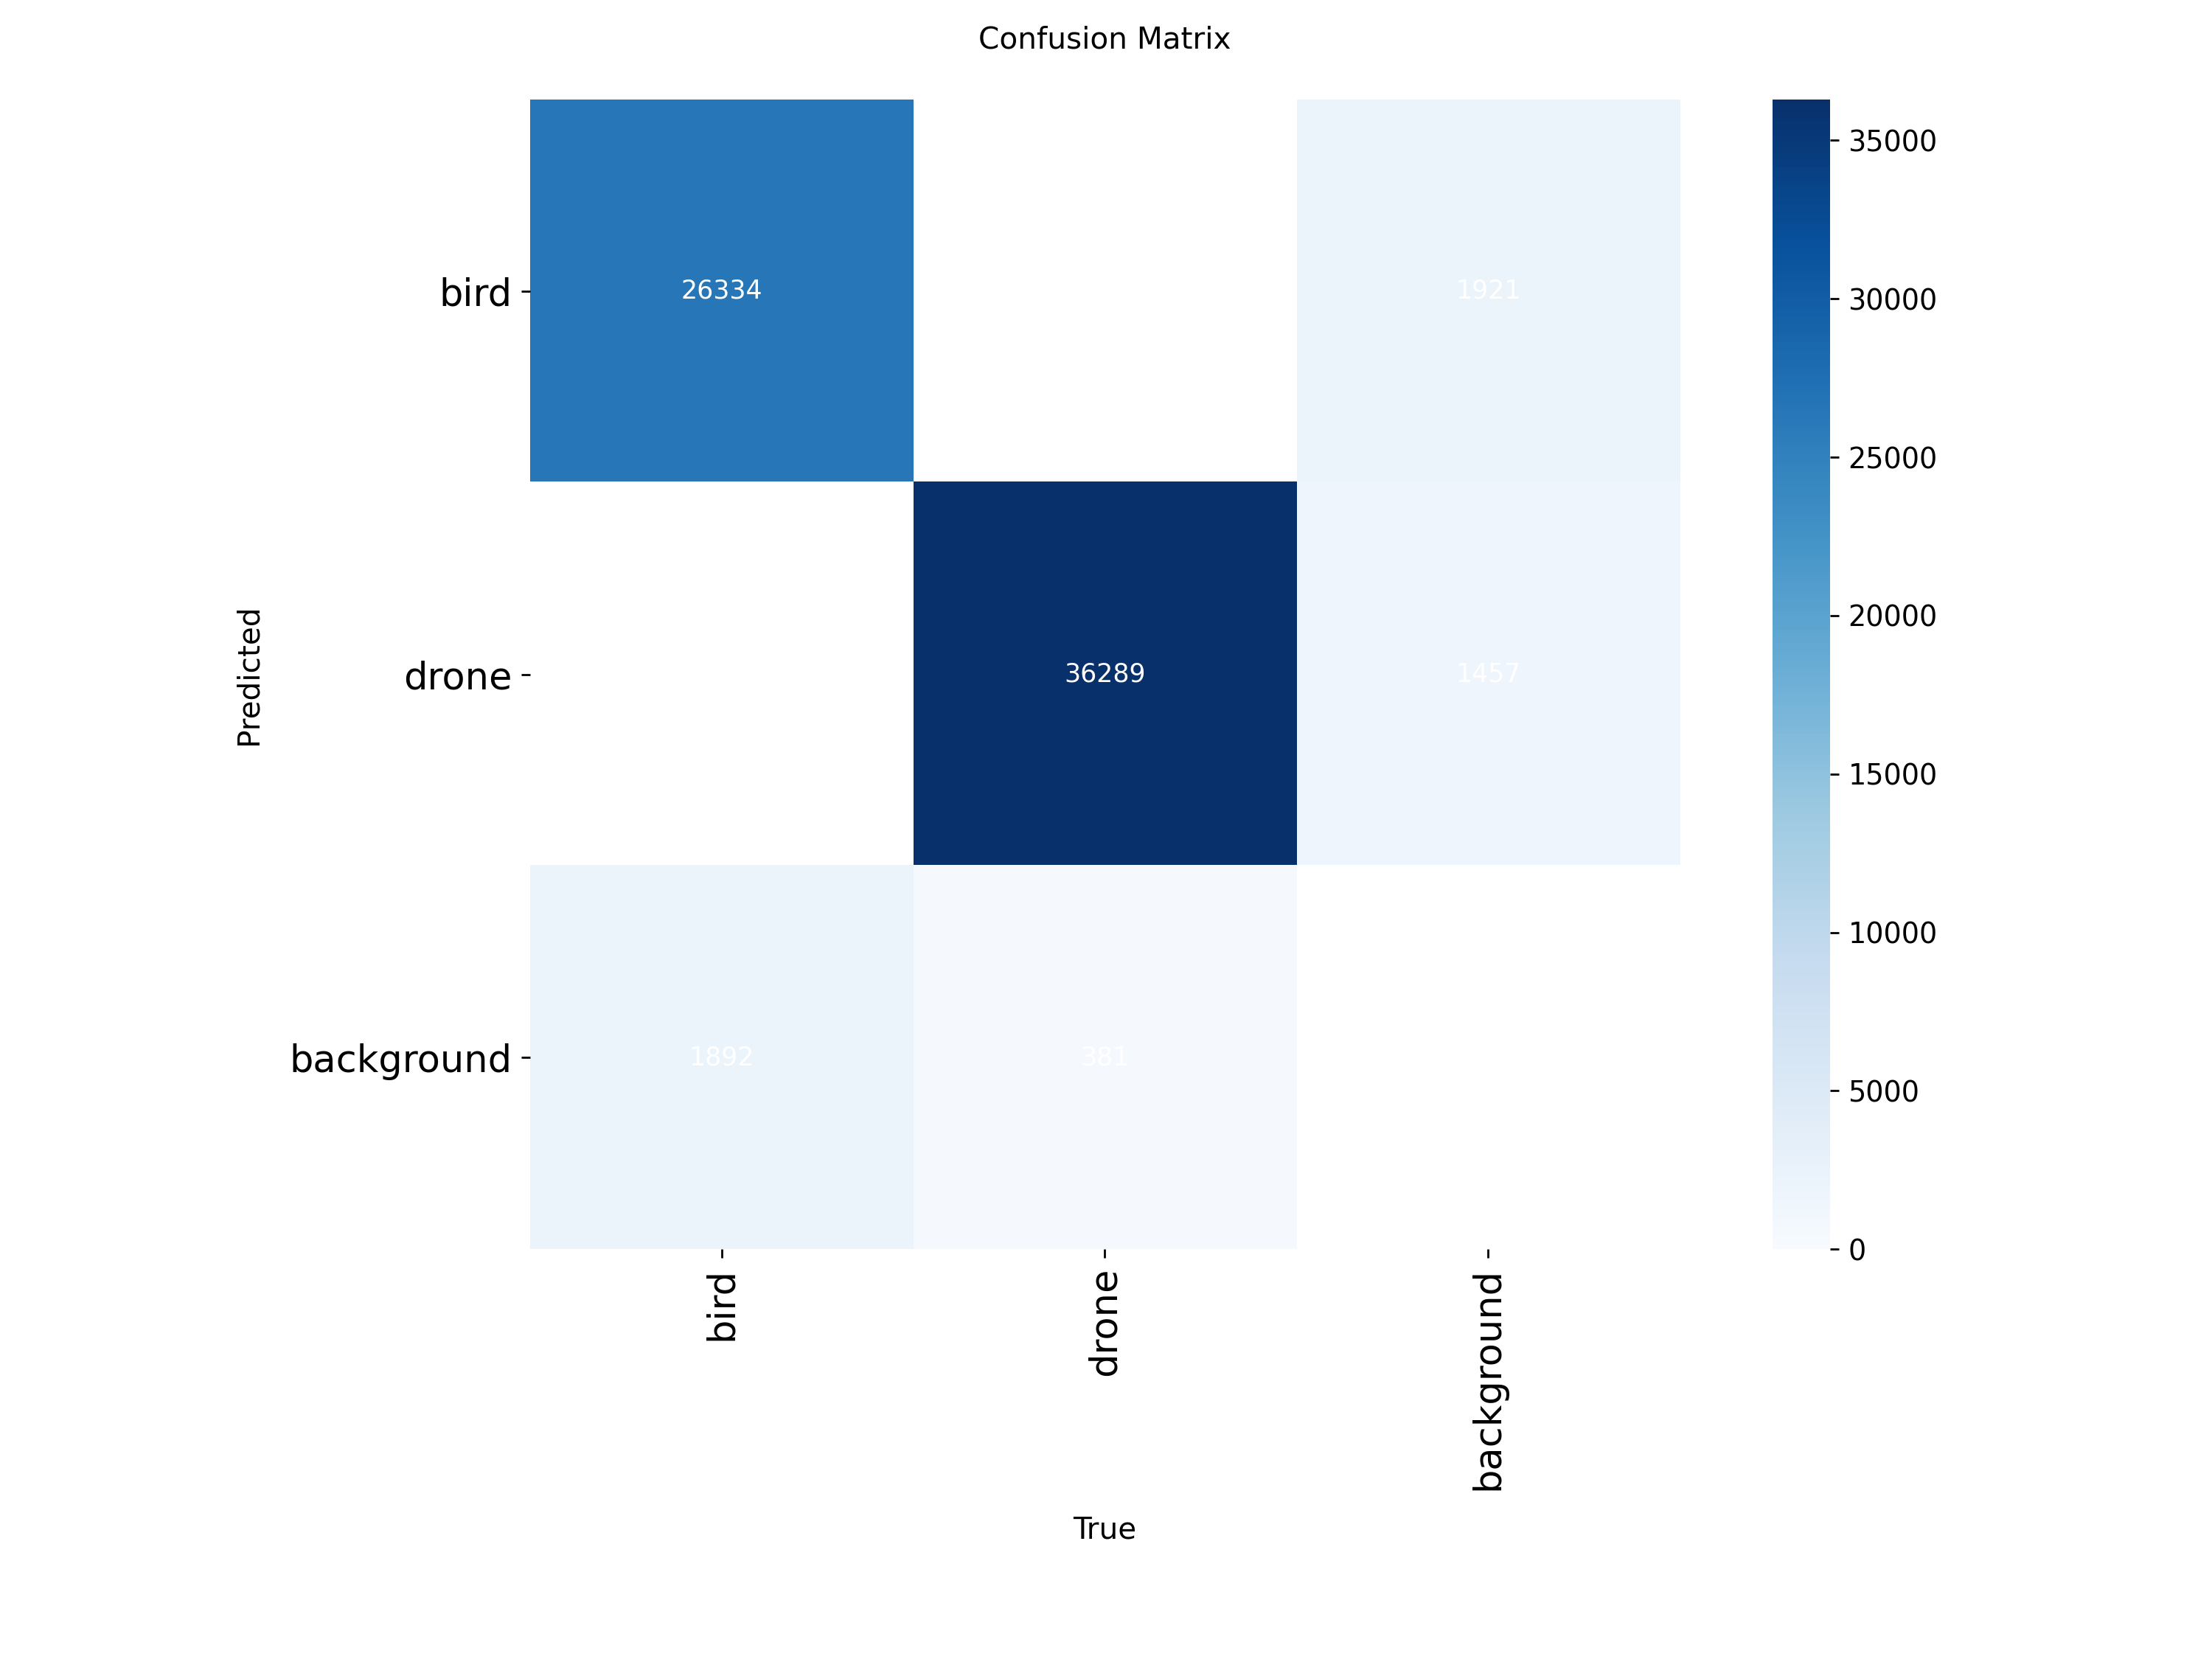 Confusion Matrix
bird
26334
1921
drone
36289
1457
background
1892
381
Predicted
bird
drone
background
True
35000
30000
25000
20000
15000
10000
5000
0